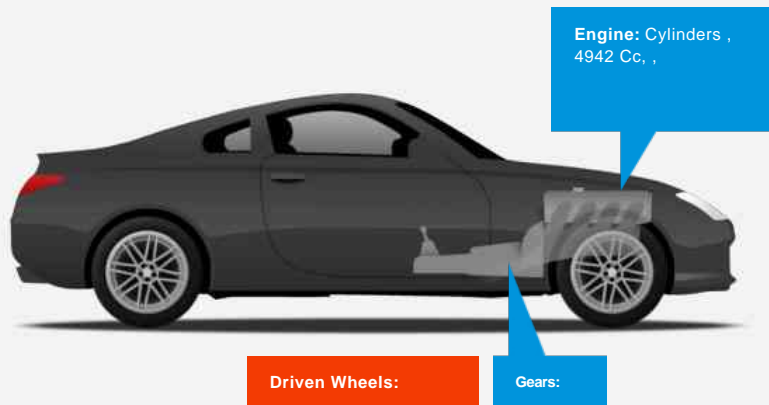 Engine: Cylinders ,
4942 Cc, ,
Driven Wheels:
Gears: